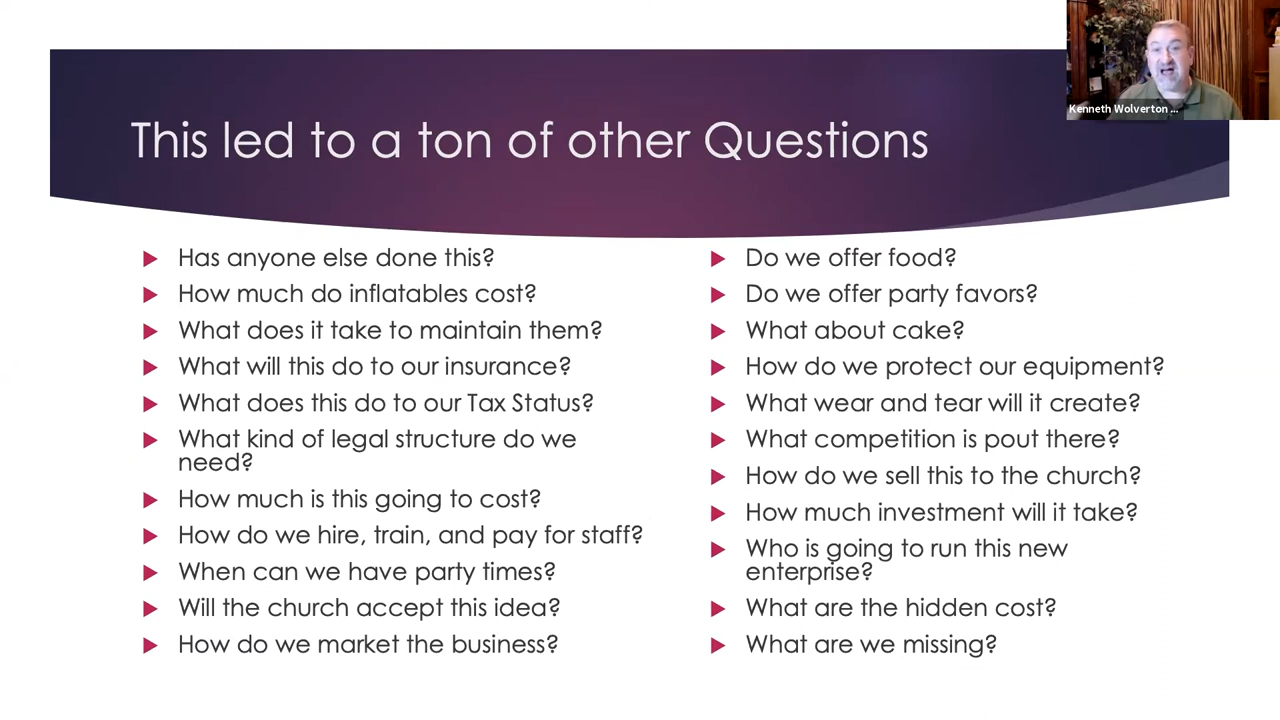 This led to a ton of other Questions
Kenneth Wolverton ...
Has anyone else done this?
How much do inflatables cost?
What does it take to maintain them?
What will this do to our insurance?
What does this do to our Tax Status?
What kind of legal structure do we
need?
How much is this going to cost?
How do we hire, train, and pay for staff?
When can we have party times?
Will the church accept this idea?
How do we market the business?
Do we offer food?
Do we offer party favors?
What about cake?
How do we protect our equipment?
What wear and tear will it create?
What competition is pout there?
How do we sell this to the church?
How much investment will it take?
Who is going to run this new
enterprise?
What are the hidden cost?
What are we missing?